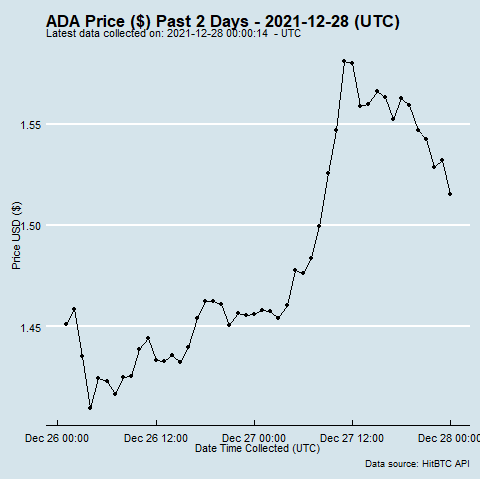 ADA Price ($) Past 2 Days - 2021-12-28 (UTC)
Latest data collected on: 2021-12-28 00:00:14 - UTC
1.55
1.50
1.45
Price USD ($)
Dec 26 00:00 Dec 26 12:00 Dec 27 00:00 Dec 27 12:00 Dec 28 00:00
Date Time Collected (UTC)
Data source: HitBTC API